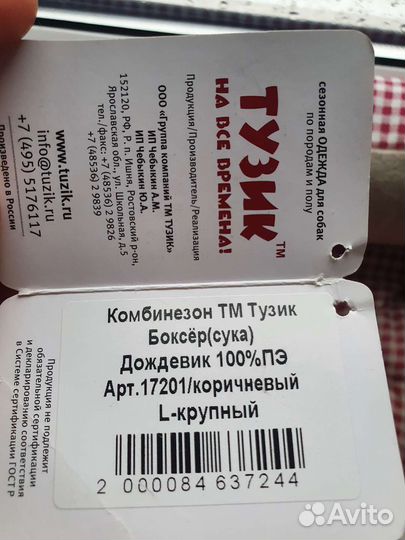 сезонная ОДЕЖДА для собак
по породам и полу
ТУЗИК™
НА ВСЕ ВРЕМЕНА!
Продукция/Производитель/Реализация
ООО «Группа компаний ТМ ТУЗИК»
ИП Чебыкин А.М.
ИП Чебыкин Ю.А.
152120, РФ, Р.п. Ишня, Ростовский р-он,
Ярославская обл., ул. Школьная, д.5
тел./факс: +7 (48536) 2 9826
+7 (48536) 2 9839
www.tuzik.ru
info@tuzik.ru
+7 (495) 5176117
Произведено в России
Комбинезон ТМ Тузик
Боксёр(сука)
Дождевик 100%ПЭ
Арт.17201/коричневый
L-крупный
2 000084 637244
Продукция не подлежит
обязательной сертификации
и декларированию соответствия
в Системе сертификации ГОСТ Р
Avito